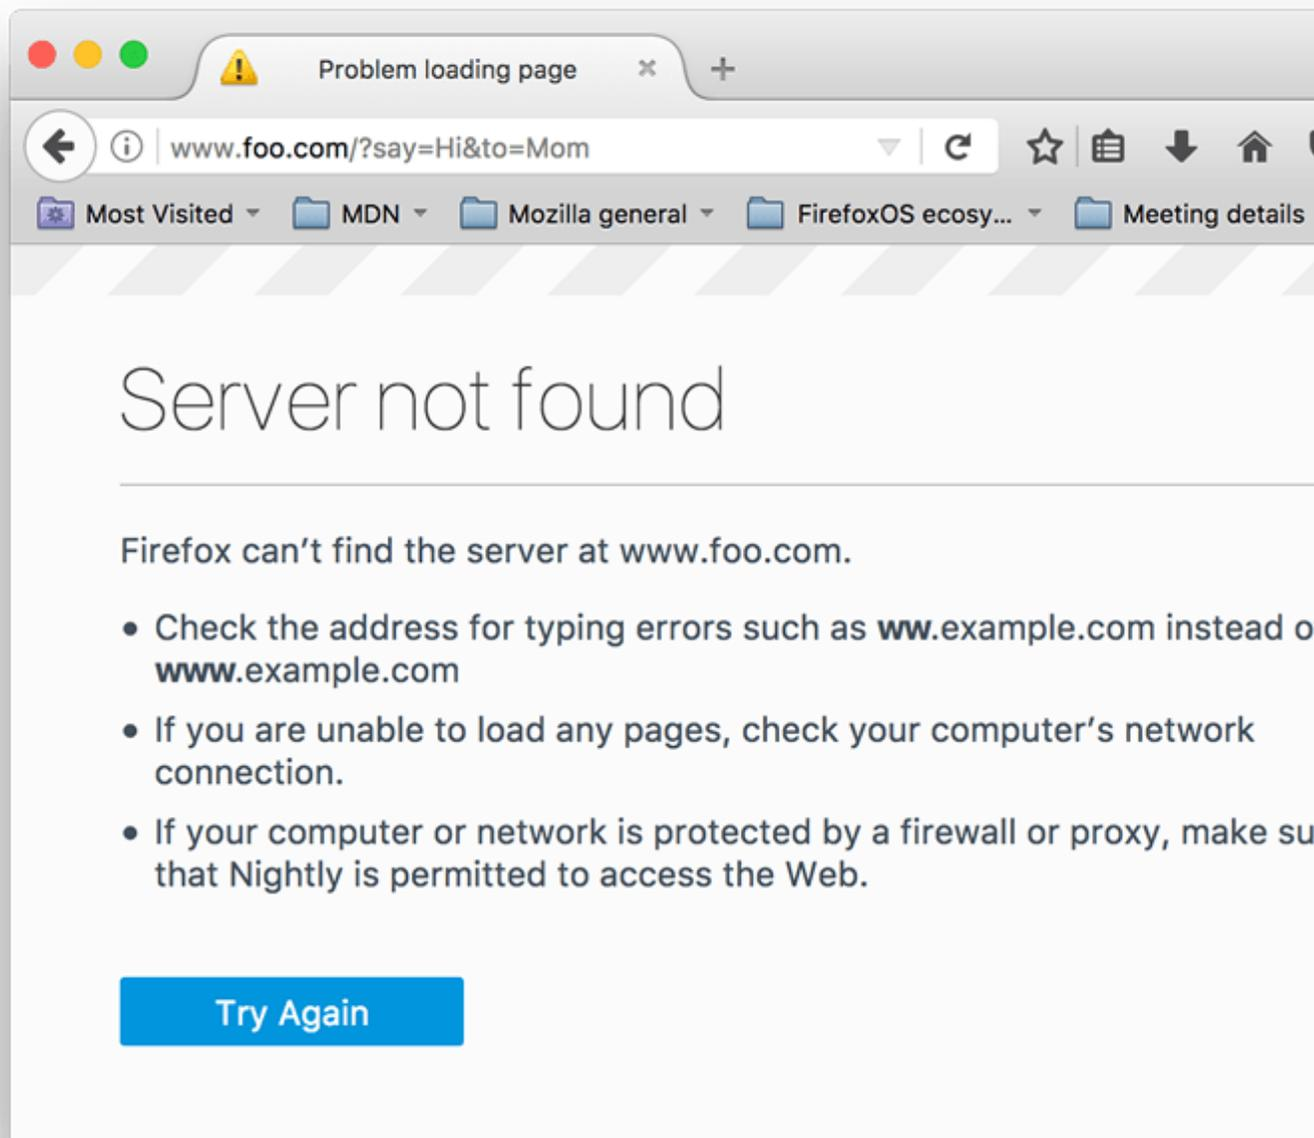 Problem loading page
www.foo.com/?say=Hi&to=Mom
Most Visited MDN Mozilla general FirefoxOS ecosy... Meeting details
Server not found
Firefox can’t find the server at www.foo.com.
• Check the address for typing errors such as ww.example.com instead o
www.example.com
• If you are unable to load any pages, check your computer’s network
connection.
• If your computer or network is protected by a firewall or proxy, make su
that Nightly is permitted to access the Web.
Try Again